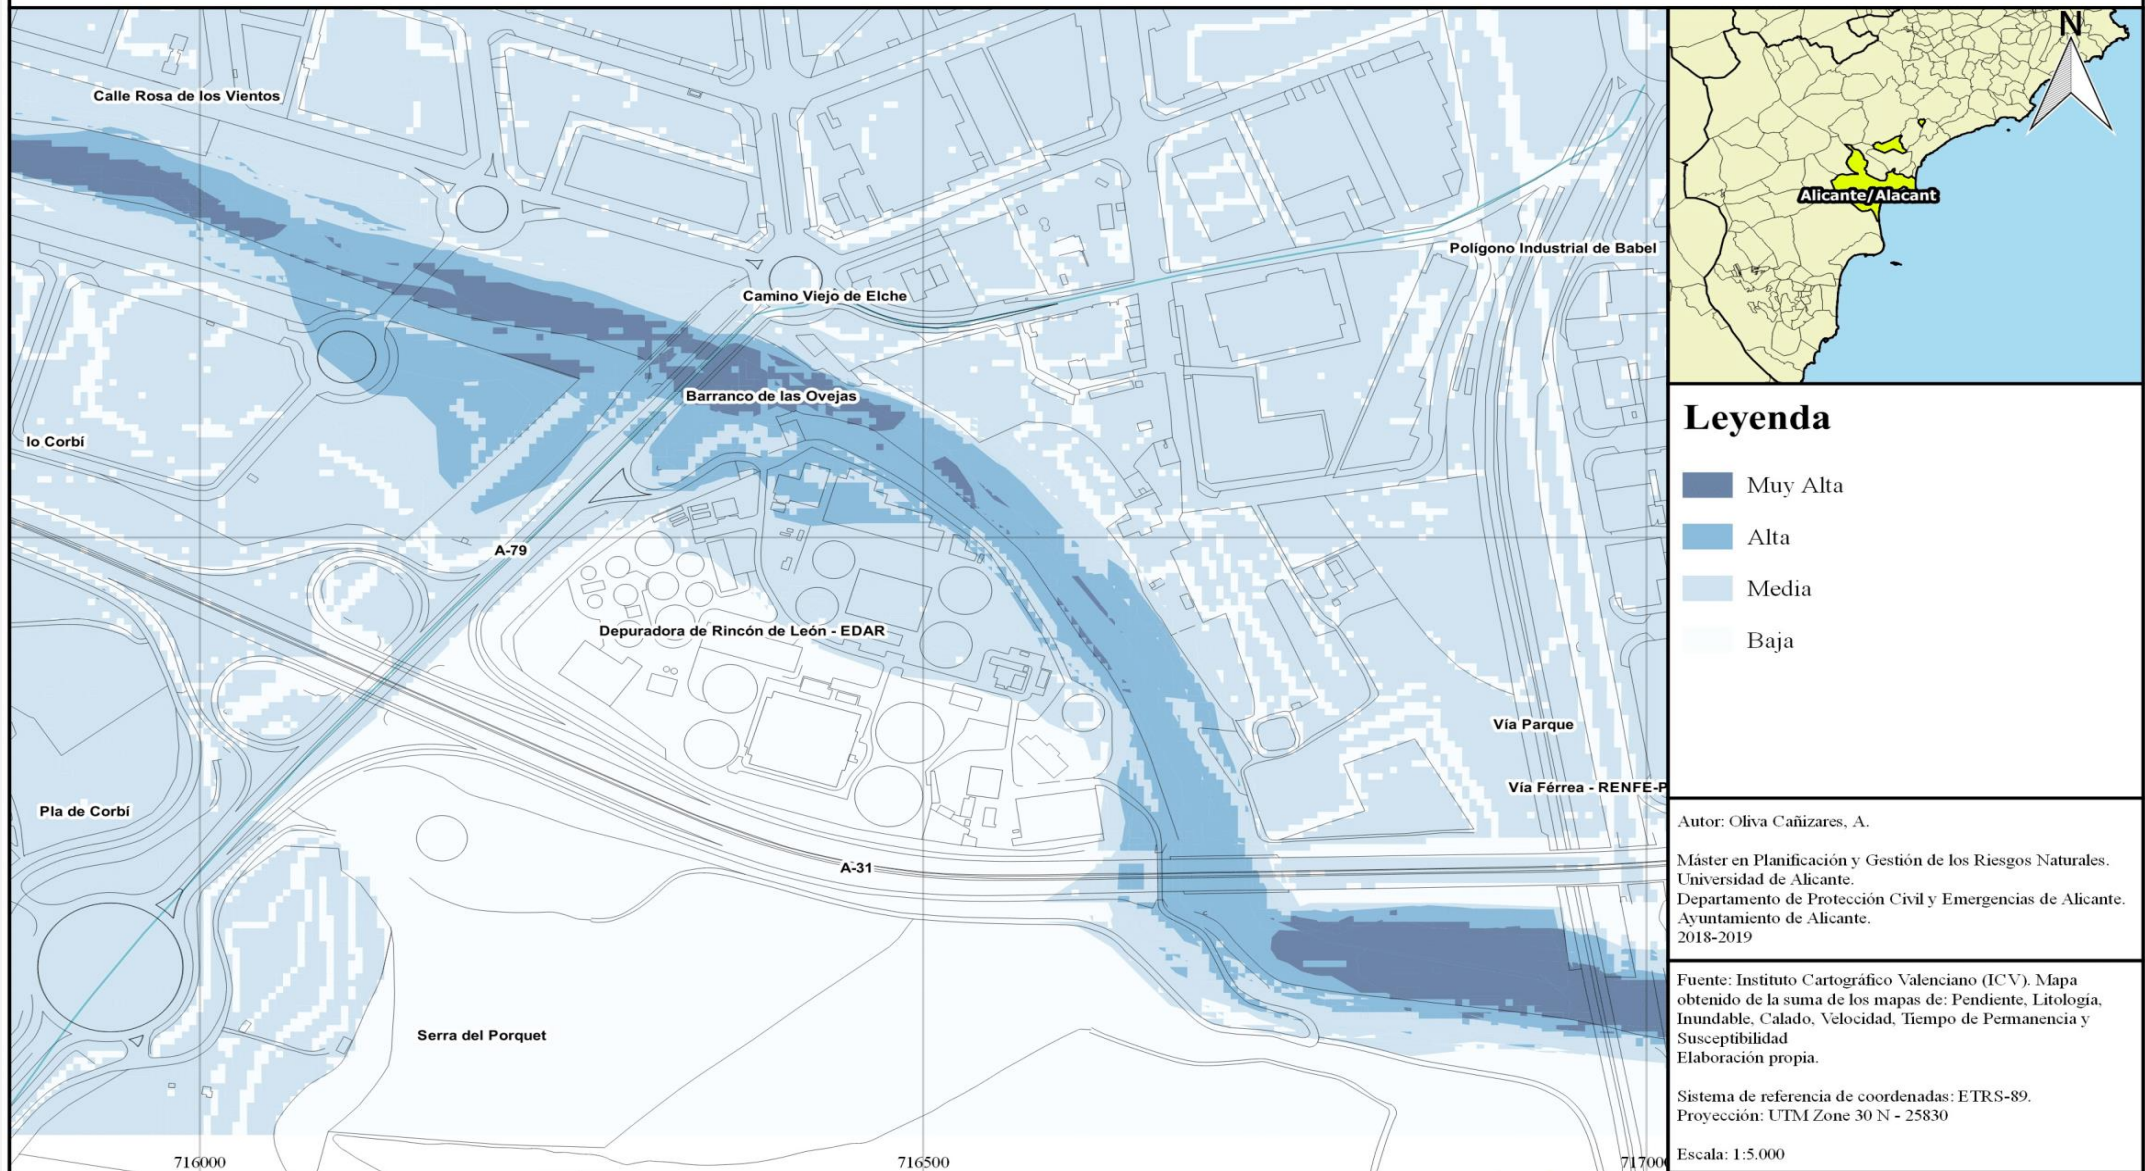 Calle Rosa de los Vientos
Polígono Industrial de Babel
Camino Viejo de Elche
Barranco de las Ovejas
lo Corbí
A-79
Depuradora de Rincón de León - EDAR
Vía Parque
Vía Férrea - RENFE-P
Pla de Corbí
A-31
Serra del Porquet
716000
716500
717000
N
Alicante/Alacant
Leyenda
Muy Alta
Alta
Media
Baja
Autor: Oliva Cañizares, A.
Máster en Planificación y Gestión de los Riesgos Naturales.
Universidad de Alicante.
Departamento de Protección Civil y Emergencias de Alicante.
Ayuntamiento de Alicante.
2018-2019
Fuente: Instituto Cartográfico Valenciano (ICV). Mapa
obtenido de la suma de los mapas de: Pendiente, Litología,
Inundable, Calado, Velocidad, Tiempo de Permanencia y
Susceptibilidad
Elaboración propia.
Sistema de referencia de coordenadas: ETRS-89.
Proyección: UTM Zone 30 N - 25830
Escala: 1:5.000